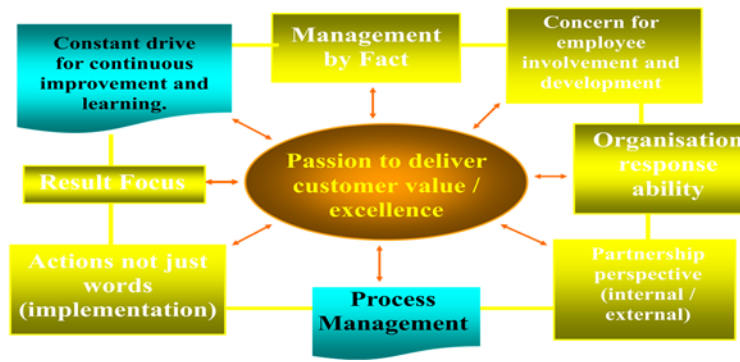 Constant drive
for continuous
improvement and
learning.
Management
by Fact
Concern for
employee
involvement and
development
Passion to deliver
customer value /
excellence
Organisation
response
ability
Result Focus
Actions not just
words
(implementation)
Process
Management
Partnership
perspective
(internal /
external)